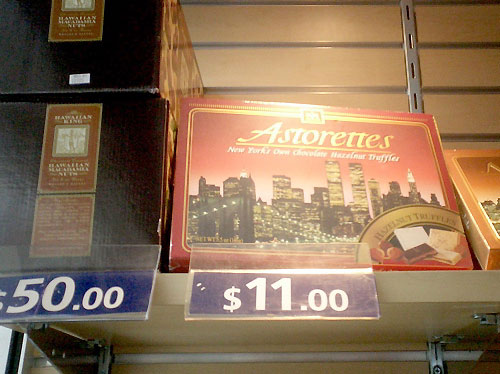 HAWAIIAN
MACADAMIA
NUTS
HAWAIIAN
KING
HAWAIIAN
MACADAMIA
NUTS
Astorettes
New York's Own Chocolate Hazelnut Truffles
HAZELNUT TRUFFLES
$50.00
$11.00